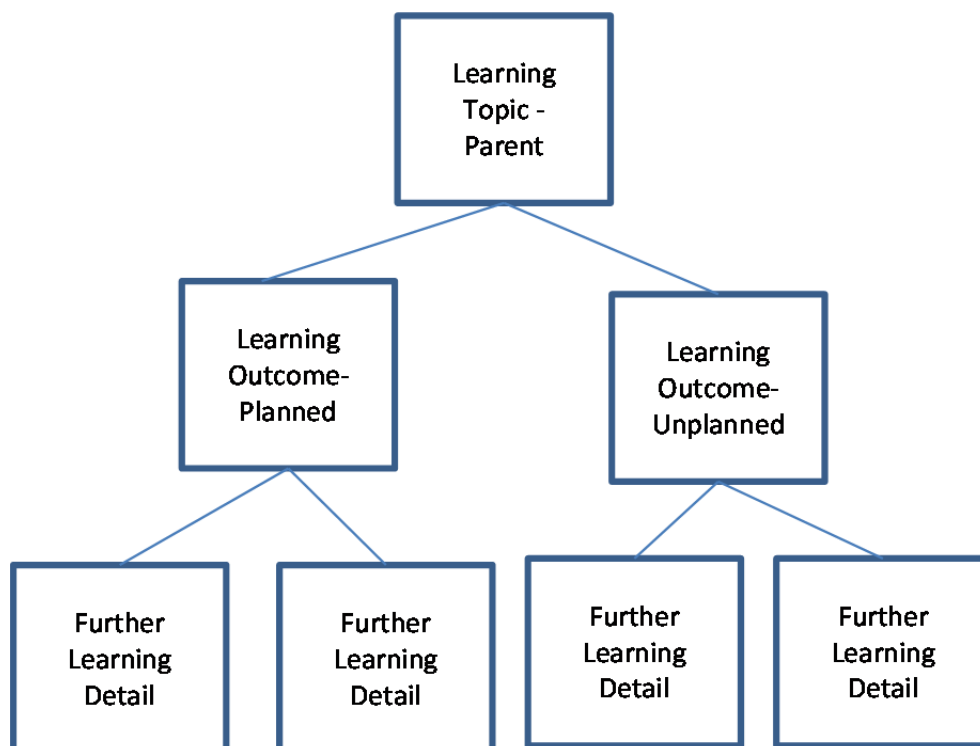 Learning
Topic -
Parent
Learning
Outcome-
Planned
Learning
Outcome-
Unplanned
Further
Learning
Detail
Further
Learning
Detail
Further
Learning
Detail
Further
Learning
Detail